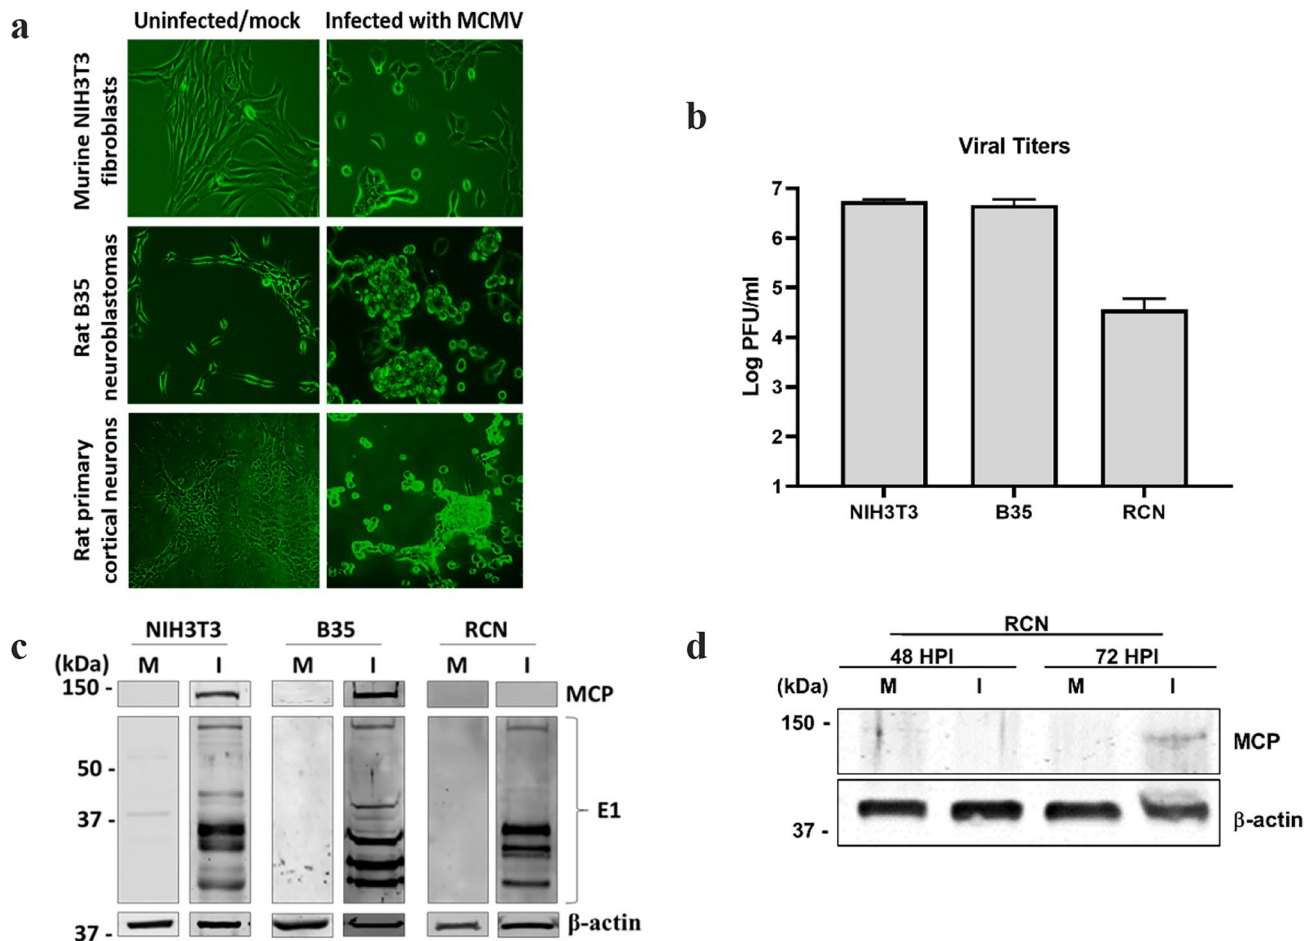 a
Uninfected/mock
Infected with MCMV
Murine NIH3T3
fibroblasts
Rat B35
neuroblastomas
Rat primary
cortical neurons
b
Viral Titers
Log PFU/ml
7
6
5
4
3
2
1
NIH3T3
B35
RCN
c
NIH3T3
B35
RCN
(kDa)
M
I
M
I
M
I
150 -
MCP
50 -
37 -
E1
37 -
β-actin
d
RCN
48 HPI
72 HPI
(kDa)
M
I
M
I
150 -
MCP
37 -
β-actin